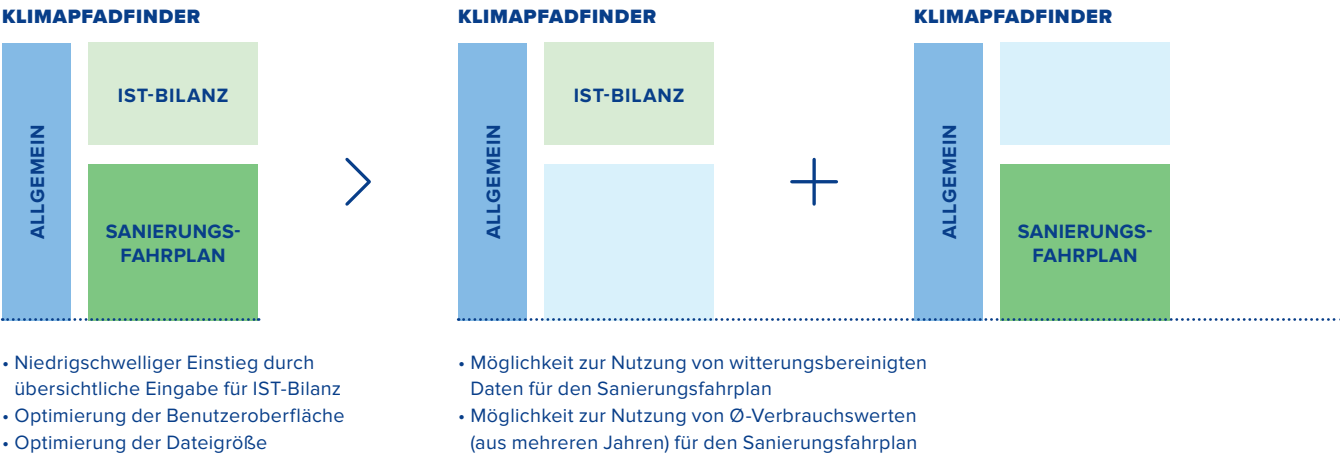 KLIMAPFADFINDER
ALLGEMEIN
IST-BILANZ
SANIERUNGS-
FAHRPLAN
KLIMAPFADFINDER
ALLGEMEIN
IST-BILANZ
KLIMAPFADFINDER
ALLGEMEIN
SANIERUNGS-
FAHRPLAN
• Niedrigschwelliger Einstieg durch
übersichtliche Eingabe für IST-Bilanz
• Optimierung der Benutzeroberfläche
• Optimierung der Dateigröße
• Möglichkeit zur Nutzung von witterungsbereinigten
Daten für den Sanierungsfahrplan
• Möglichkeit zur Nutzung von Ø-Verbrauchswerten
(aus mehreren Jahren) für den Sanierungsfahrplan